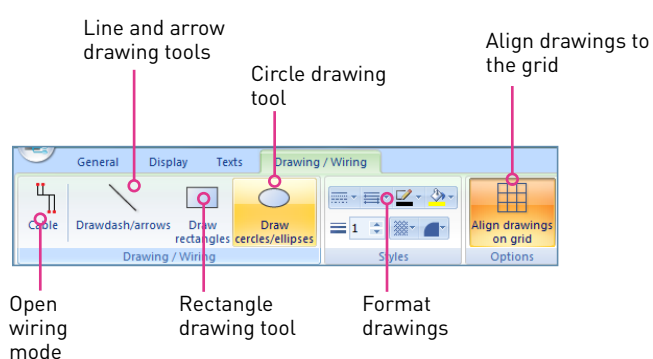 Line and arrow
drawing tools
Circle drawing
tool
Align drawings to
the grid
General Display Texts Drawing / Wiring
Cable Drawdash/arrows Draw
rectangles Draw
cercles/ellipses
1
Align drawings
on grid
Drawing / Wiring Styles Options
Open
wiring
mode
Rectangle
drawing tool
Format
drawings